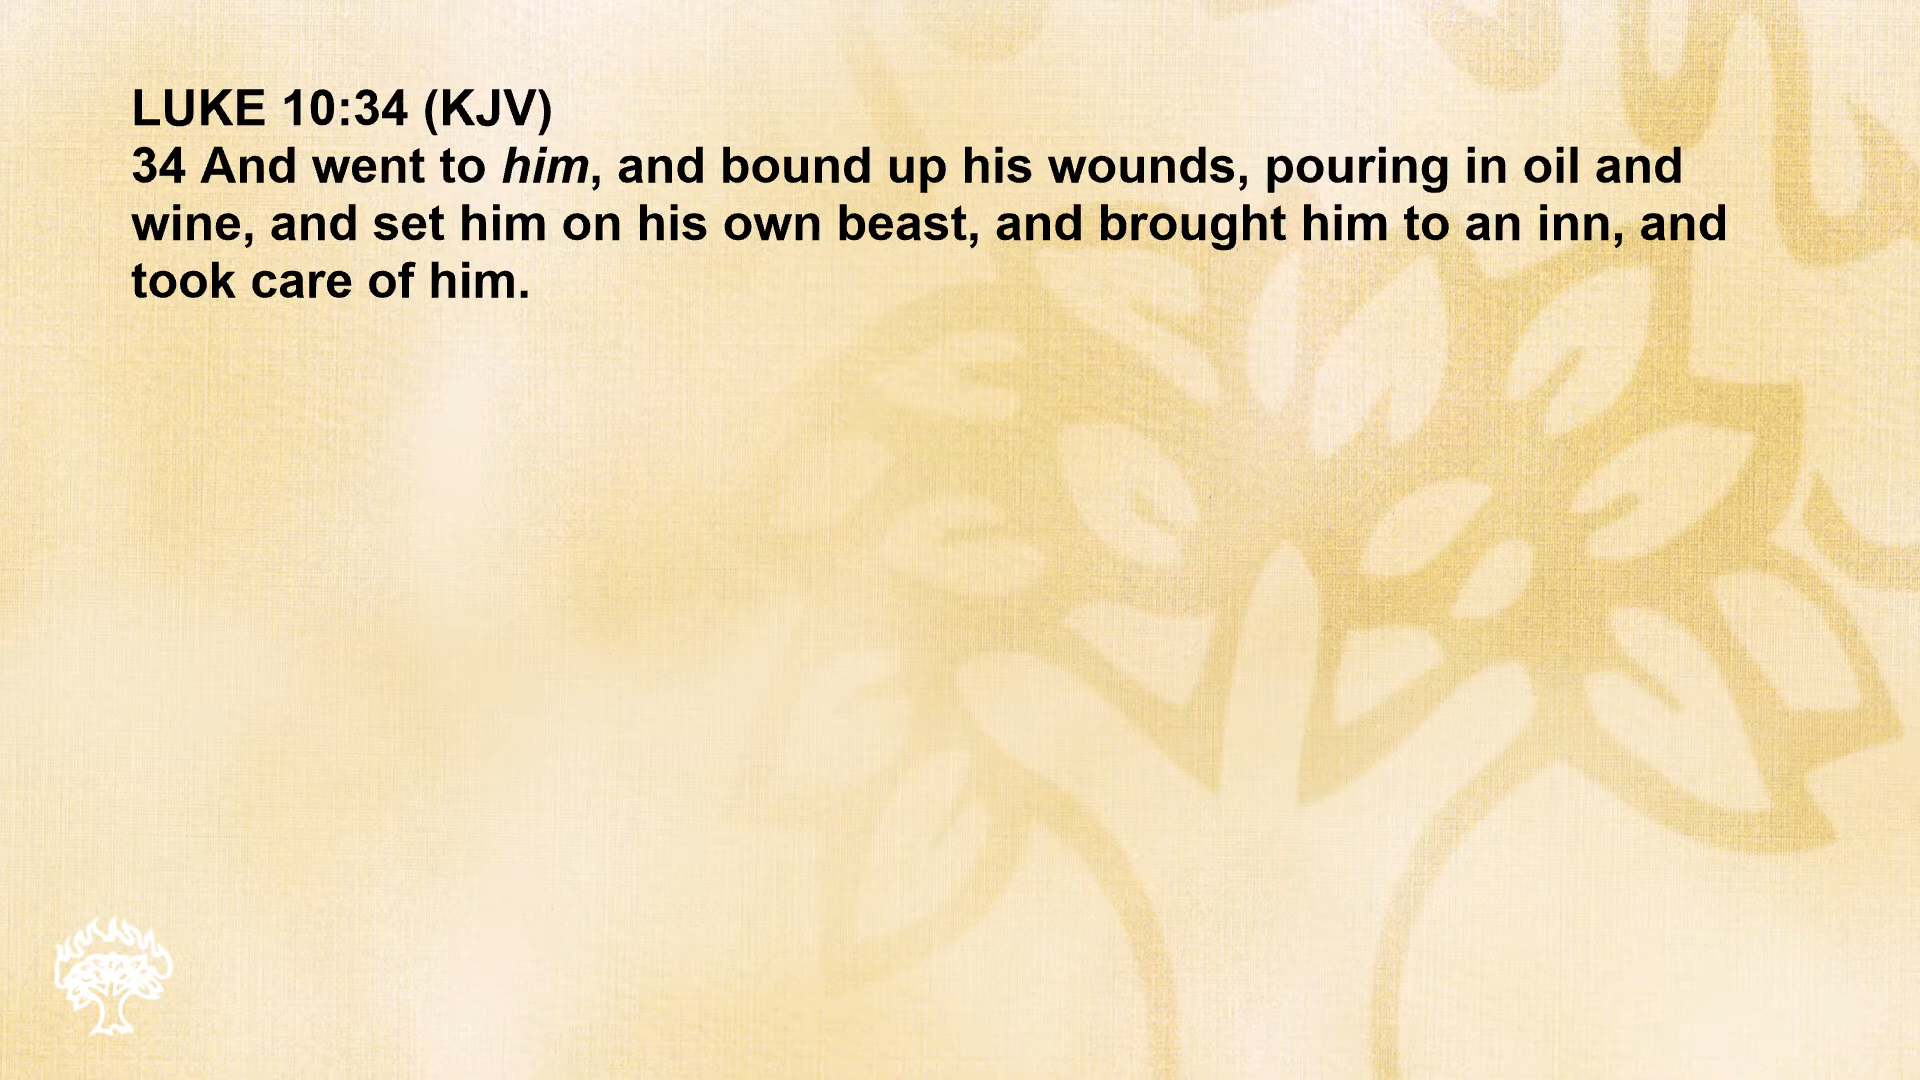 LUKE 10:34 (KJV)
34 And went to him, and bound up his wounds, pouring in oil and
wine, and set him on his own beast, and brought him to an inn, and
took care of him.